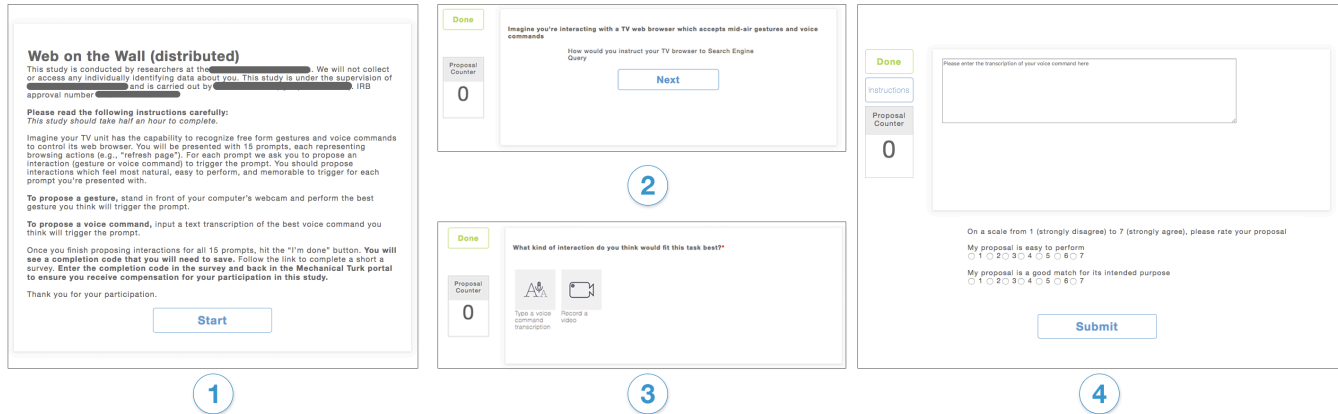 Web on the Wall (distributed)
This study is conducted by researchers at the . We will not collect
or access any individually identifying data about you. This study is under the supervision of
and is carried out by . IRB
approval number
Please read the following instructions carefully:
This study should take half an hour to complete.
Imagine your TV unit has the capability to recognize free form gestures and voice commands
to control its web browser. You will be presented with 15 prompts, each representing
browsing actions (e.g., "refresh page"). For each prompt we ask you to propose an
interaction (gesture or voice command) to trigger the prompt. You should propose
interactions which feel most natural, easy to perform, and memorable to trigger for each
prompt you're presented with.
To propose a gesture, stand in front of your computer's webcam and perform the best
gesture you think will trigger the prompt.
To propose a voice command, input a text transcription of the best voice command you
think will trigger the prompt.
Once you finish proposing interactions for all 15 prompts, hit the "I'm done" button. You will
see a completion code that you will need to save. Follow the link to complete a short a
survey. Enter the completion code in the survey and back in the Mechanical Turk portal
to ensure you receive compensation for your participation in this study.
Thank you for your participation.
Start
1
Done
Proposal
Counter
0
Imagine you're interacting with a TV web browser which accepts mid-air gestures and voice
commands
How would you instruct your TV browser to Search Engine
Query
Next
2
Done
Proposal
Counter
0
What kind of interaction do you think would fit this task best?*
Type a voice
command
transcription
Record a
video
3
Done
Instructions
Proposal
Counter
0
Please enter the transcription of your voice command here
On a scale from 1 (strongly disagree) to 7 (strongly agree), please rate your proposal
My proposal is easy to perform
1 2 3 4 5 6 7
My proposal is a good match for its intended purpose
1 2 3 4 5 6 7
Submit
4